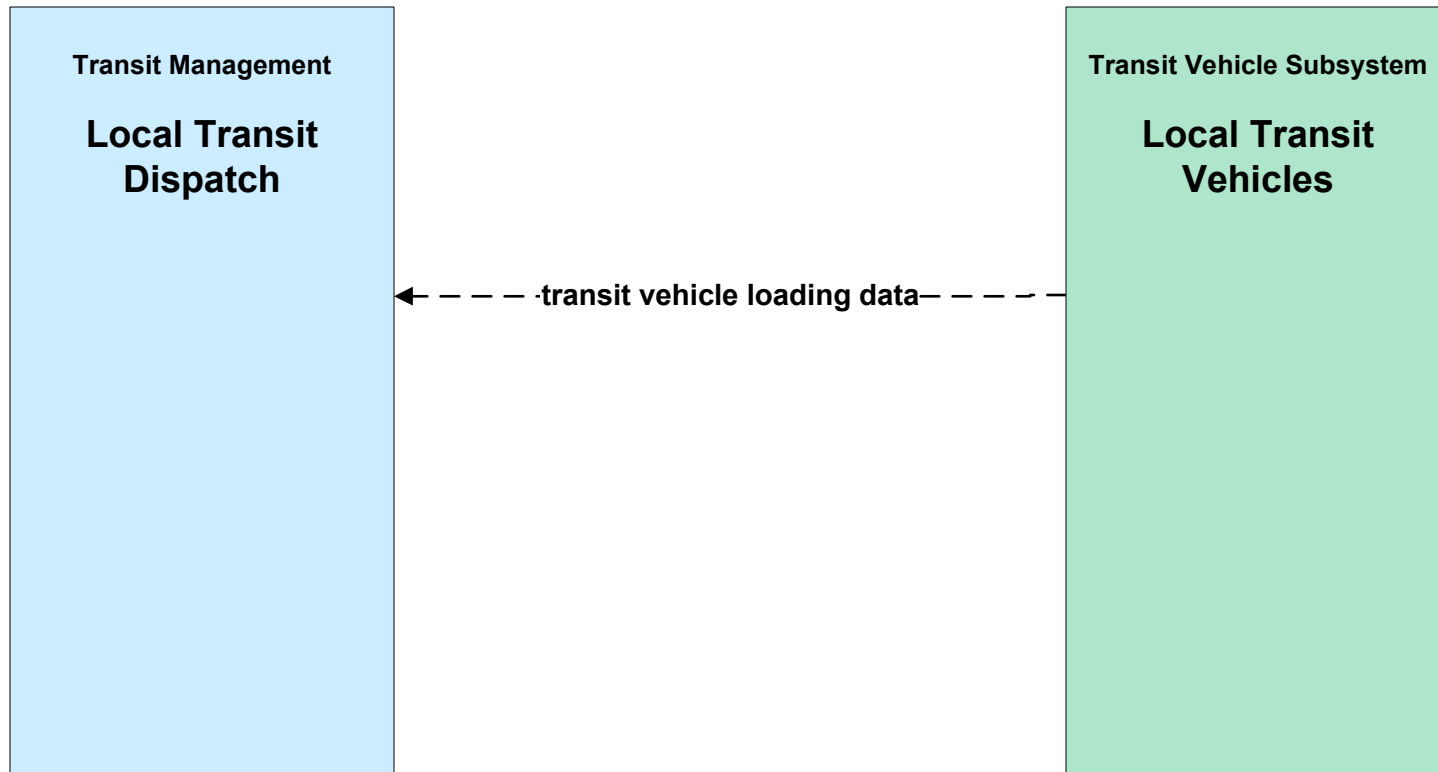 Transit Management
Local Transit
Dispatch
transit vehicle loading data
Transit Vehicle Subsystem
Local Transit
Vehicles